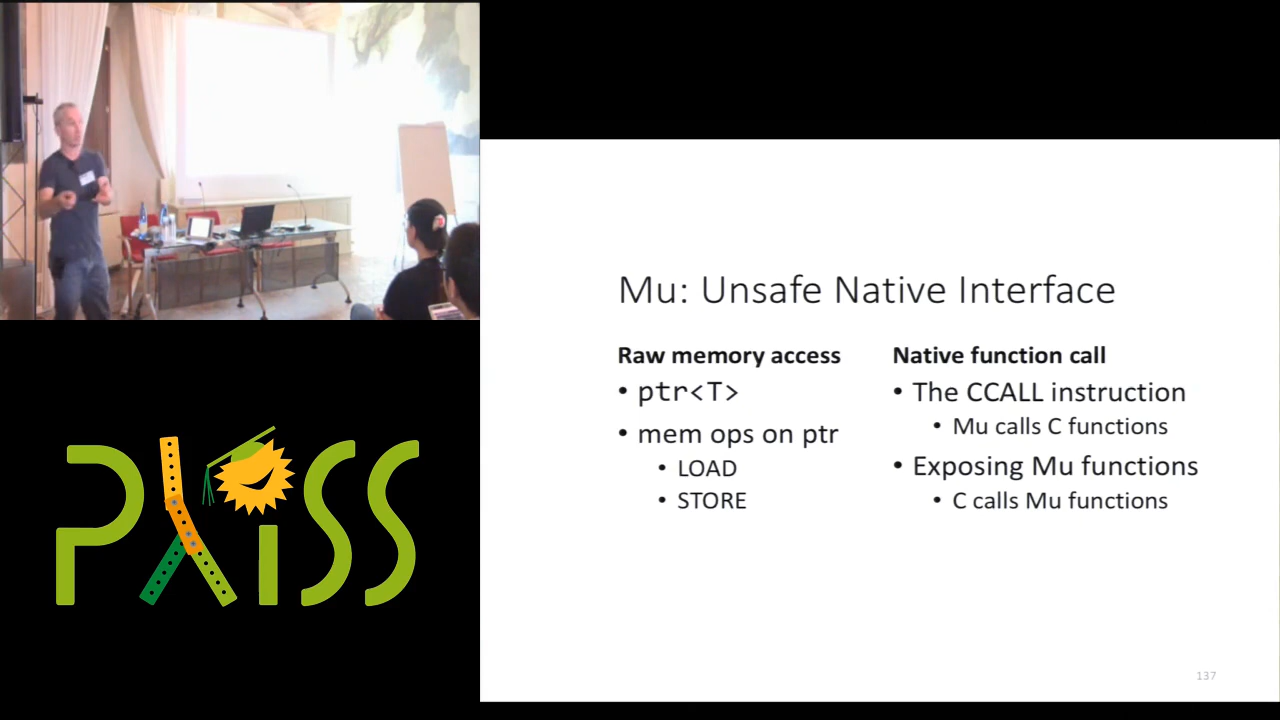 Mu: Unsafe Native Interface
Raw memory access
• ptr<T>
• mem ops on ptr
• LOAD
• STORE
Native function call
• The CCALL instruction
• Mu calls C functions
• Exposing Mu functions
• C calls Mu functions
137
PLISS